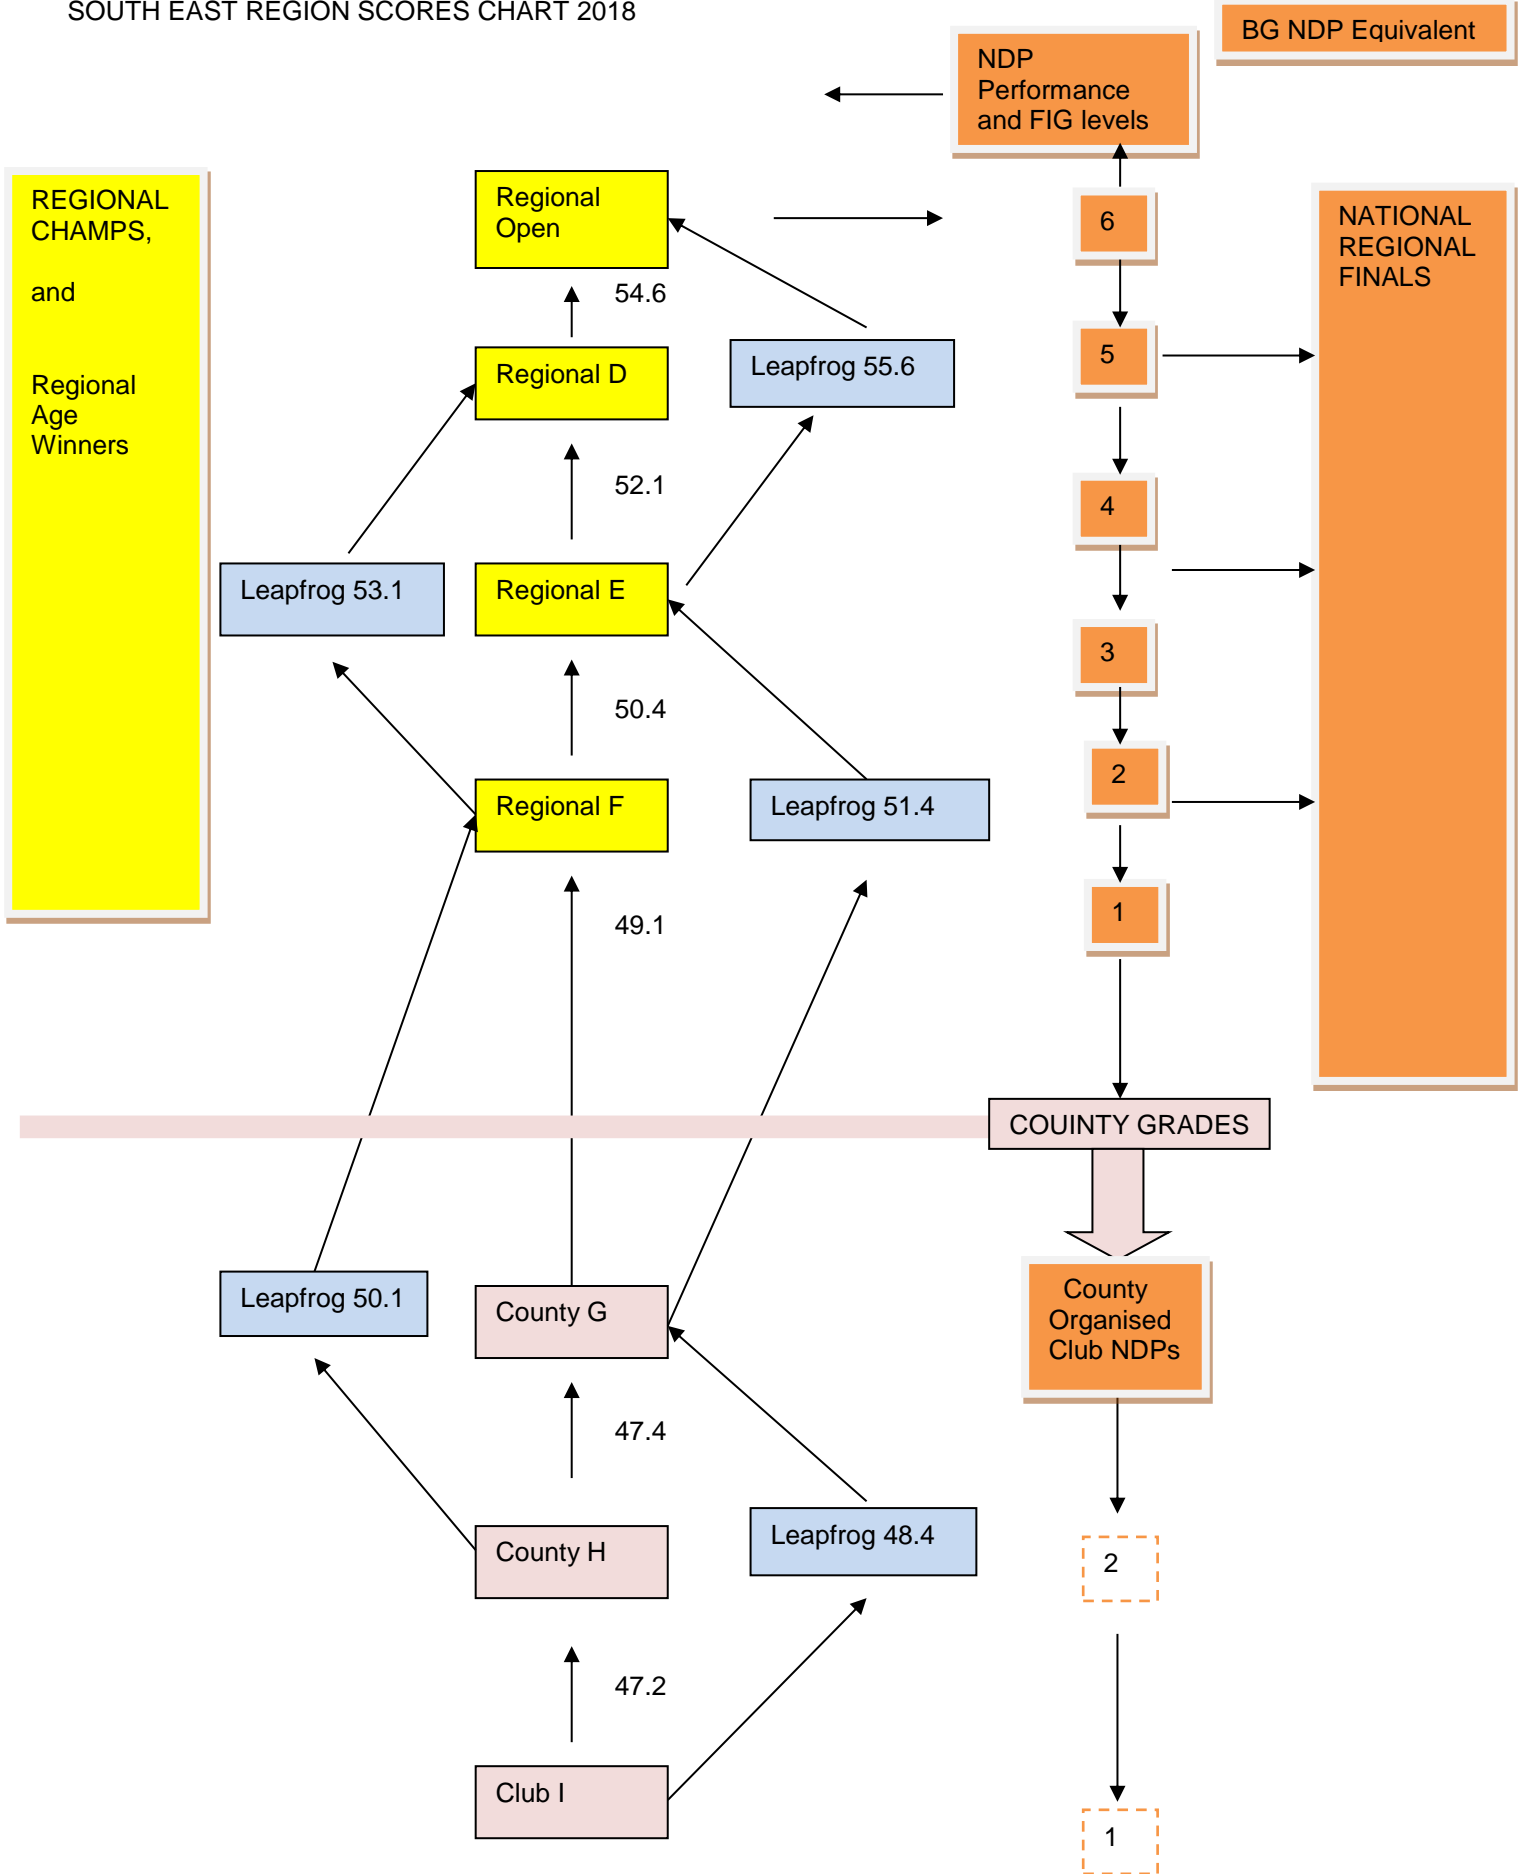 SOUTH EAST REGION SCORES CHART 2018
BG NDP Equivalent
NDP
Performance
and FIG levels
REGIONAL
CHAMPS,
and
Regional
Age
Winners
Regional
Open
6
NATIONAL
REGIONAL
FINALS
54.6
Regional D
Leapfrog 55.6
5
52.1
4
Leapfrog 53.1
Regional E
3
50.4
2
Regional F
Leapfrog 51.4
1
49.1
COUINTY GRADES
Leapfrog 50.1
County G
County
Organised
Club NDPs
47.4
County H
Leapfrog 48.4
2
47.2
Club I
1